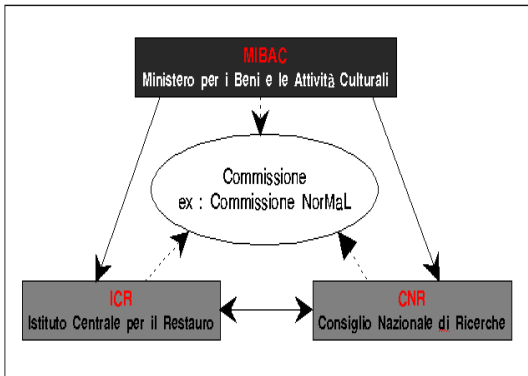 MIBAC
Ministero per i Beni e le Attività Culturali
Commissione
ex : Commissione NorMaL
ICR
Istituto Centrale per il Restauro
CNR
Consiglio Nazionale di Ricerche